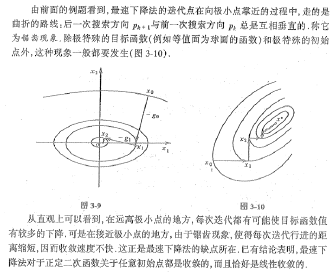 由前面的例题看到,最速下降法的迭代点在向极小点靠近的过程中,走的是
曲折的路线:后一次搜索方向 pₖ₊₁与前一次搜索方向 pₖ 总是互相垂直的.称它
为锯齿现象.除极特殊的目标函数(例如等值面为球面的函数)和极特殊的初始
点外,这种现象一般都要发生(图 3-10).
x₂
x₀
-g₀
x₂
-g₁
x₁
x₁
图 3-9
图 3-10
从直观上可以看到,在远离极小点的地方,每次迭代都有可能使目标函数值
有较多的下降.可是在接近极小点的地方,由于锯齿现象,使得每次迭代行进的距
离缩短,因而收敛速度不快.这正是最速下降法的缺点所在.已有结论表明,最速下
降法对于正定二次函数关于任意初始点都是收敛的,而且恰好是线性收敛的.